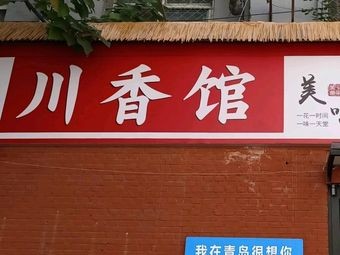 川香馆
美味
一花一时间
一味一天堂
我在青岛很想你